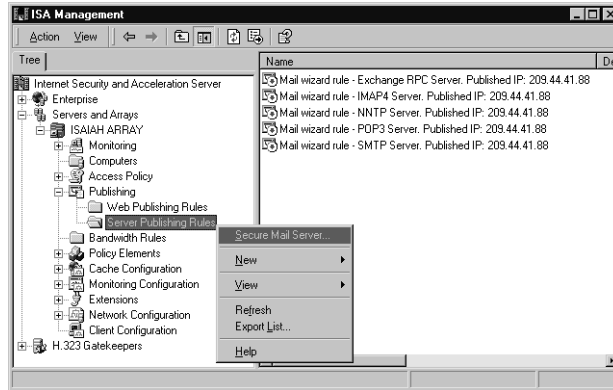 ISA Management
Action View
Tree
Name
De
Internet Security and Acceleration Server
Enterprise
Servers and Arrays
ISAIAH ARRAY
Monitoring
Computers
Access Policy
Publishing
Web Publishing Rules
Server Publishing Rules
Bandwidth Rules
Policy Elements
Cache Configuration
Monitoring Configuration
Extensions
Network Configuration
Client Configuration
H.323 Gatekeepers
Mail wizard rule - Exchange RPC Server. Published IP: 209.44.41.88
Mail wizard rule - IMAP4 Server. Published IP: 209.44.41.88
Mail wizard rule - NNTP Server. Published IP: 209.44.41.88
Mail wizard rule - POP3 Server. Published IP: 209.44.41.88
Mail wizard rule - SMTP Server. Published IP: 209.44.41.88
Secure Mail Server...
New
View
Refresh
Export List...
Help